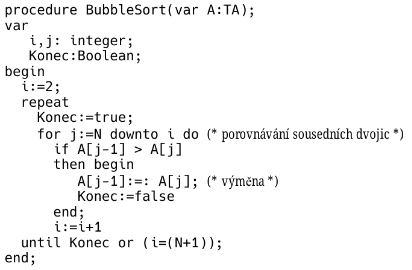 procedure BubbleSort(var A:TA);
var
i,j: integer;
Konec:Boolean;
begin
i:=2;
repeat
Konec:=true;
for j:=N downto i do (* porovnávání sousedních dvojic *)
if A[j-1] > A[j]
then begin
A[j-1]:=: A[j]; (* výměna *)
Konec:=false
end;
i:=i+1
until Konec or (i=(N+1));
end;